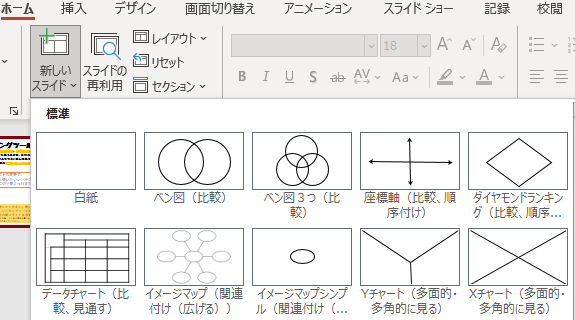 ホーム 挿入 デザイン 画面切り替え アニメーション スライド ショー 記録 校閲
新しい
スライド
スライドの
再利用
レイアウト
リセット
セクション
18
A A A
B I U S ab AV Aa A
標準
白紙
ベン図（比較）
ベン図３つ（比
較）
座標軸（比較、順
序付け）
ダイヤモンドランキン
グ（比較、順序...
データチャート（比
較、見通す）
イメージマップ（関連
付け（広げる））
イメージマップシンプ
ル（関連付け（...
Yチャート（多面的・
多角的に見る）
Xチャート（多面的・
多角的に見る）